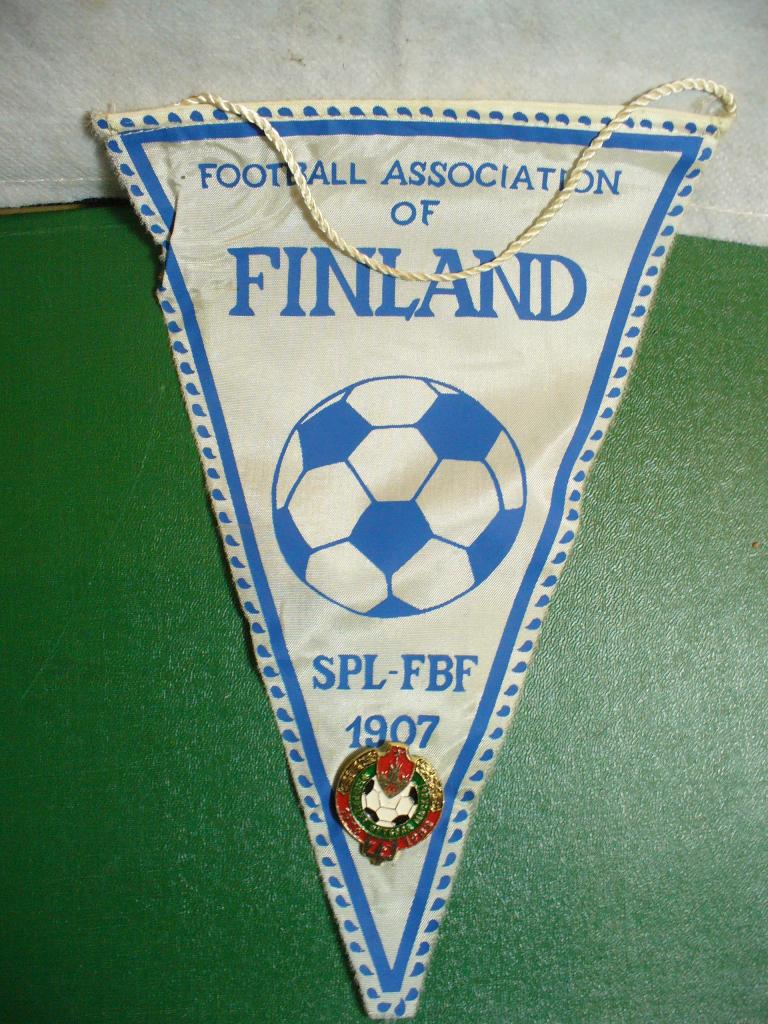 FOOTBALL ASSOCIATION
OF
FINLAND
SPL-FBF
1907